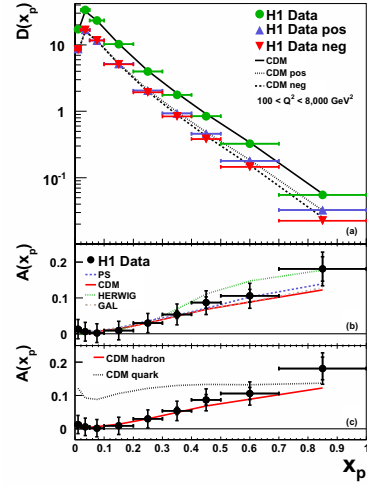 D(x_p)
H1 Data
H1 Data pos
H1 Data neg
CDM
CDM pos
CDM neg
100 < Q² < 8,000 GeV²
10
1
10⁻¹
(a)
A(x_p)
0.2
0.1
0
H1 Data
PS
CDM
HERWIG
GAL
(b)
A(x_p)
0.2
0.1
0
CDM hadron
CDM quark
(c)
0 0.1 0.2 0.3 0.4 0.5 0.6 0.7 0.8 0.9 1
x_p